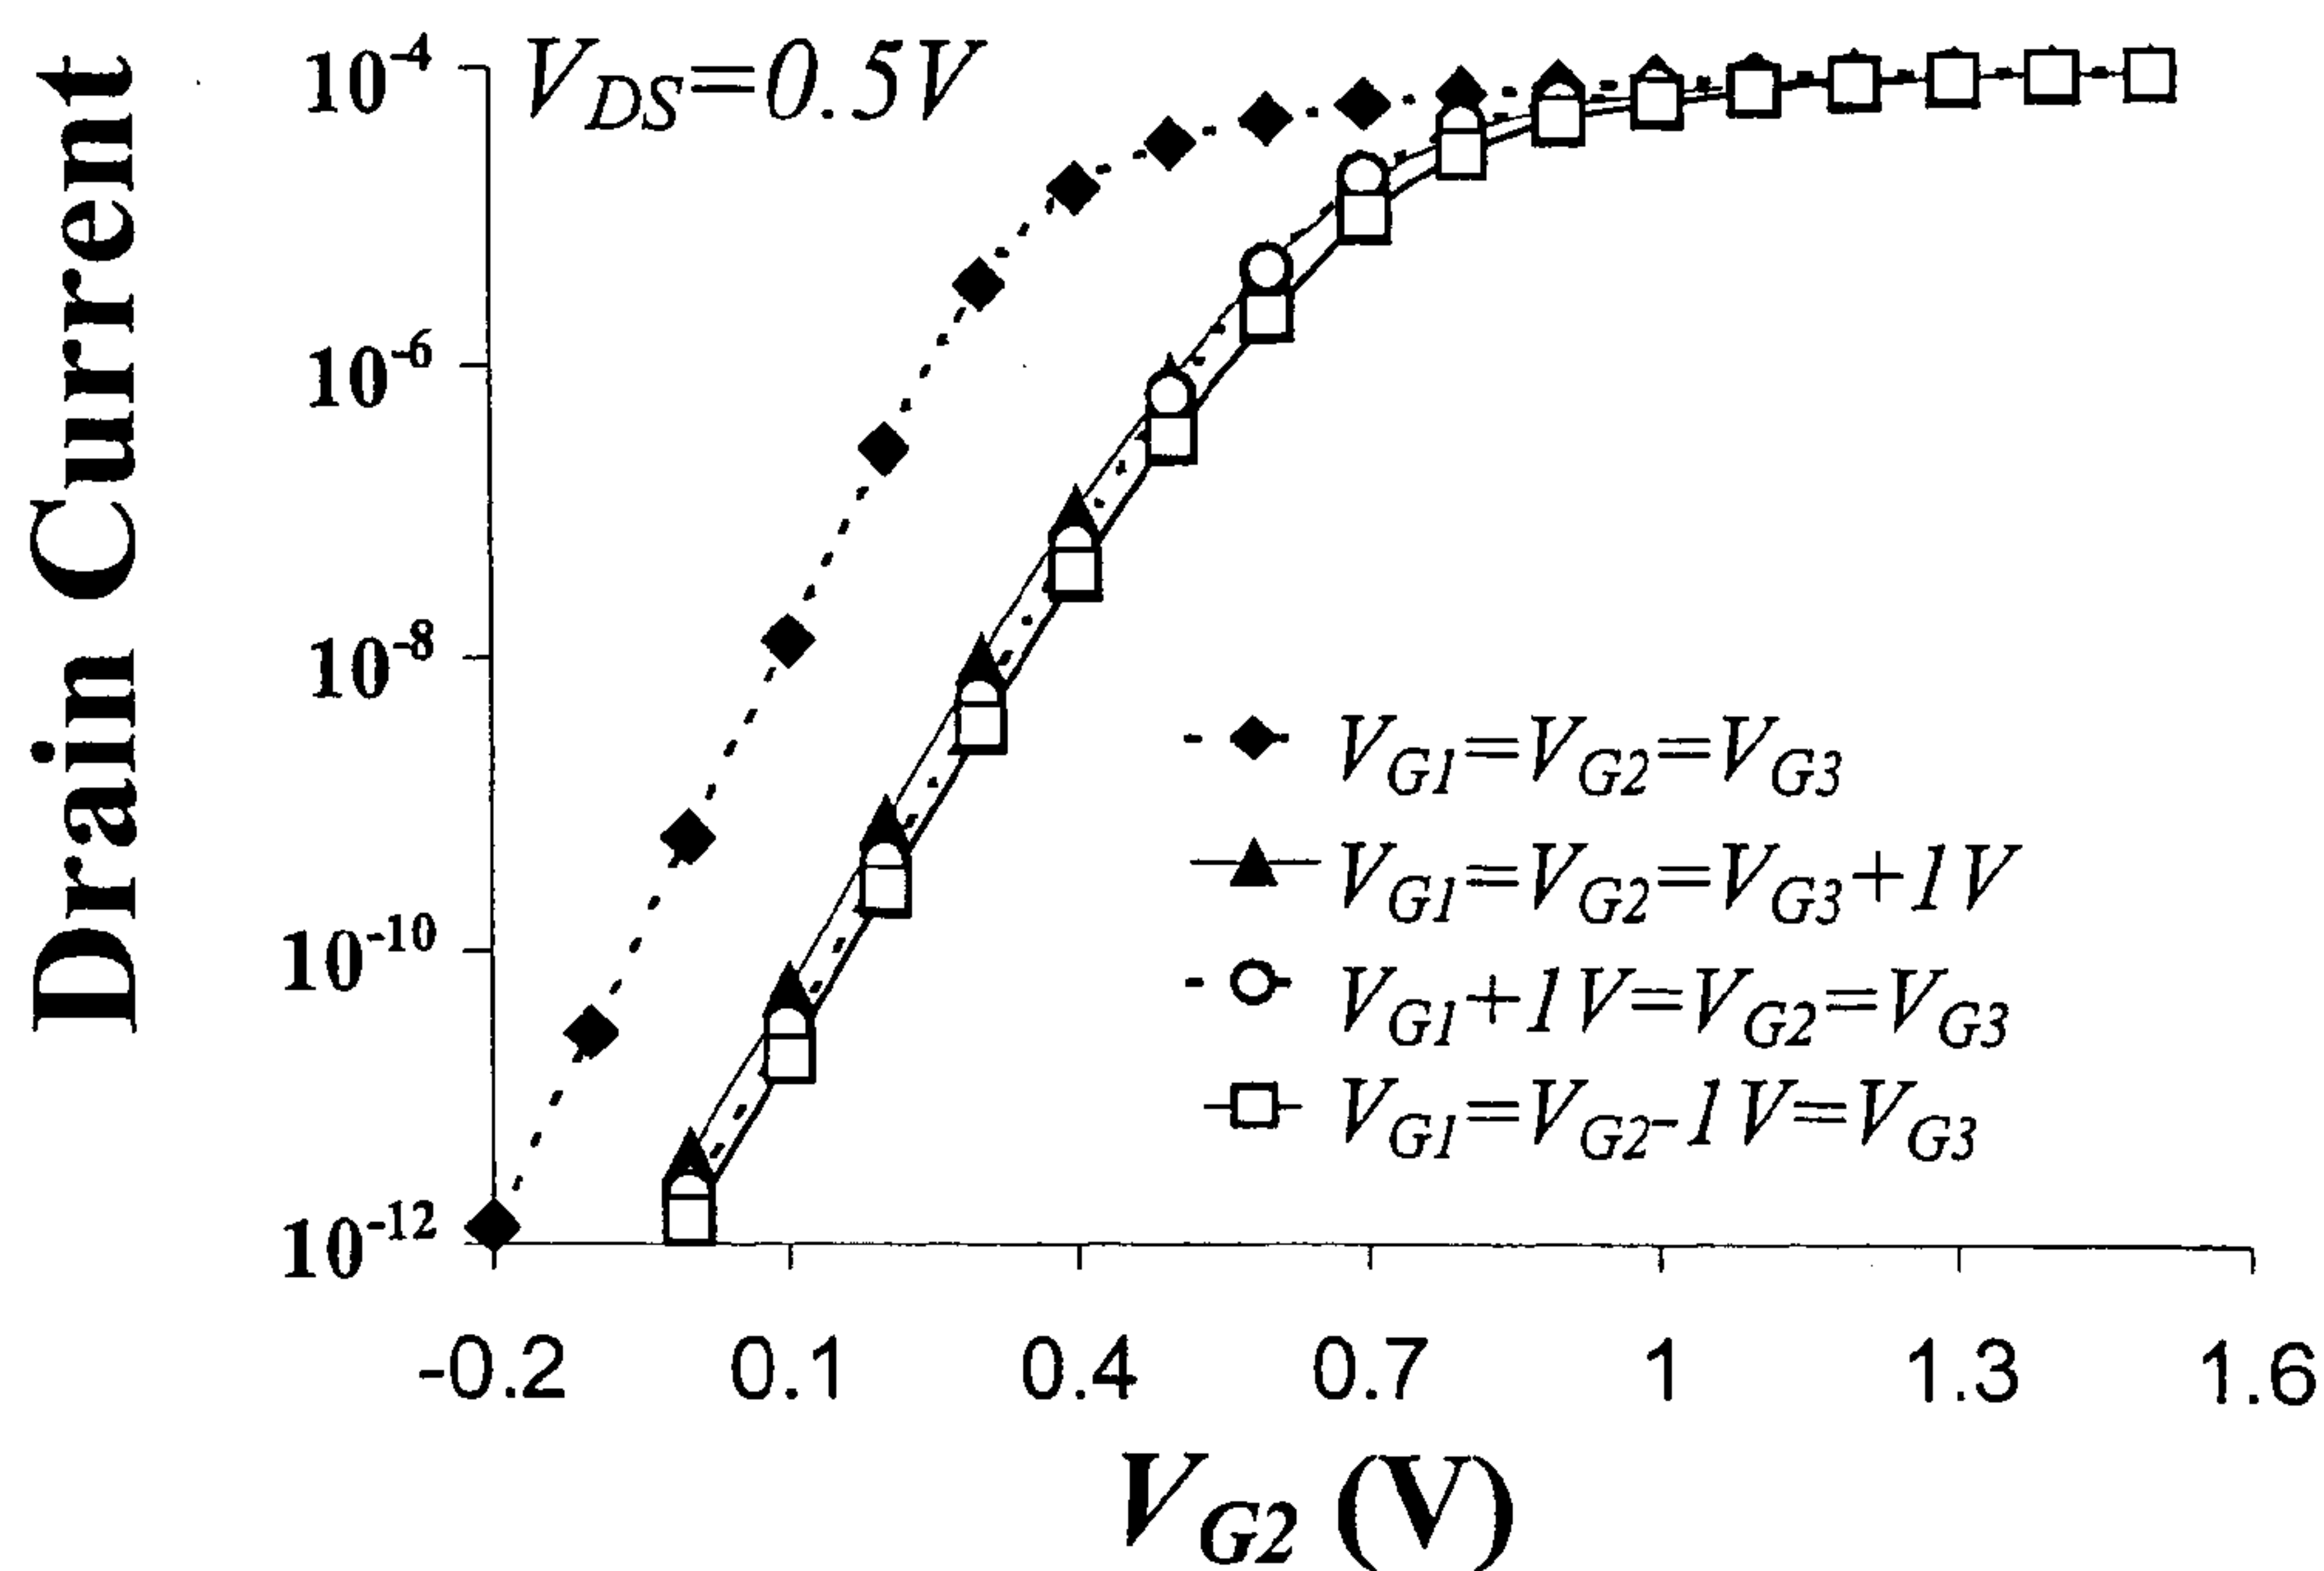 Drain Current
10-4
10-6
10-8
10-10
10-12
VDS=0.5V
VG1=VG2=VG3
VG1=VG2=VG3+1V
VG1+1V=VG2=VG3
VG1=VG2-1V=VG3
-0.2 0.1 0.4 0.7 1 1.3 1.6
VG2 (V)